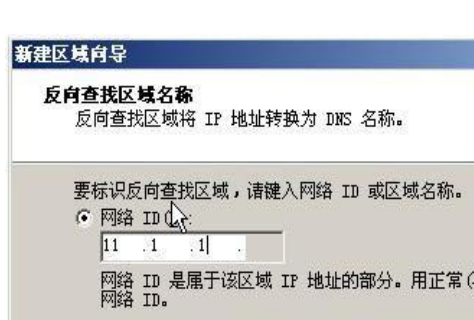 新建区域向导
反向查找区域名称
反向查找区域将 IP 地址转换为 DNS 名称。
要标识反向查找区域，请键入网络 ID 或区域名称。
网络 ID
11 .1 .1 .
网络 ID 是属于该区域 IP 地址的部分。用正常(
网络 ID。